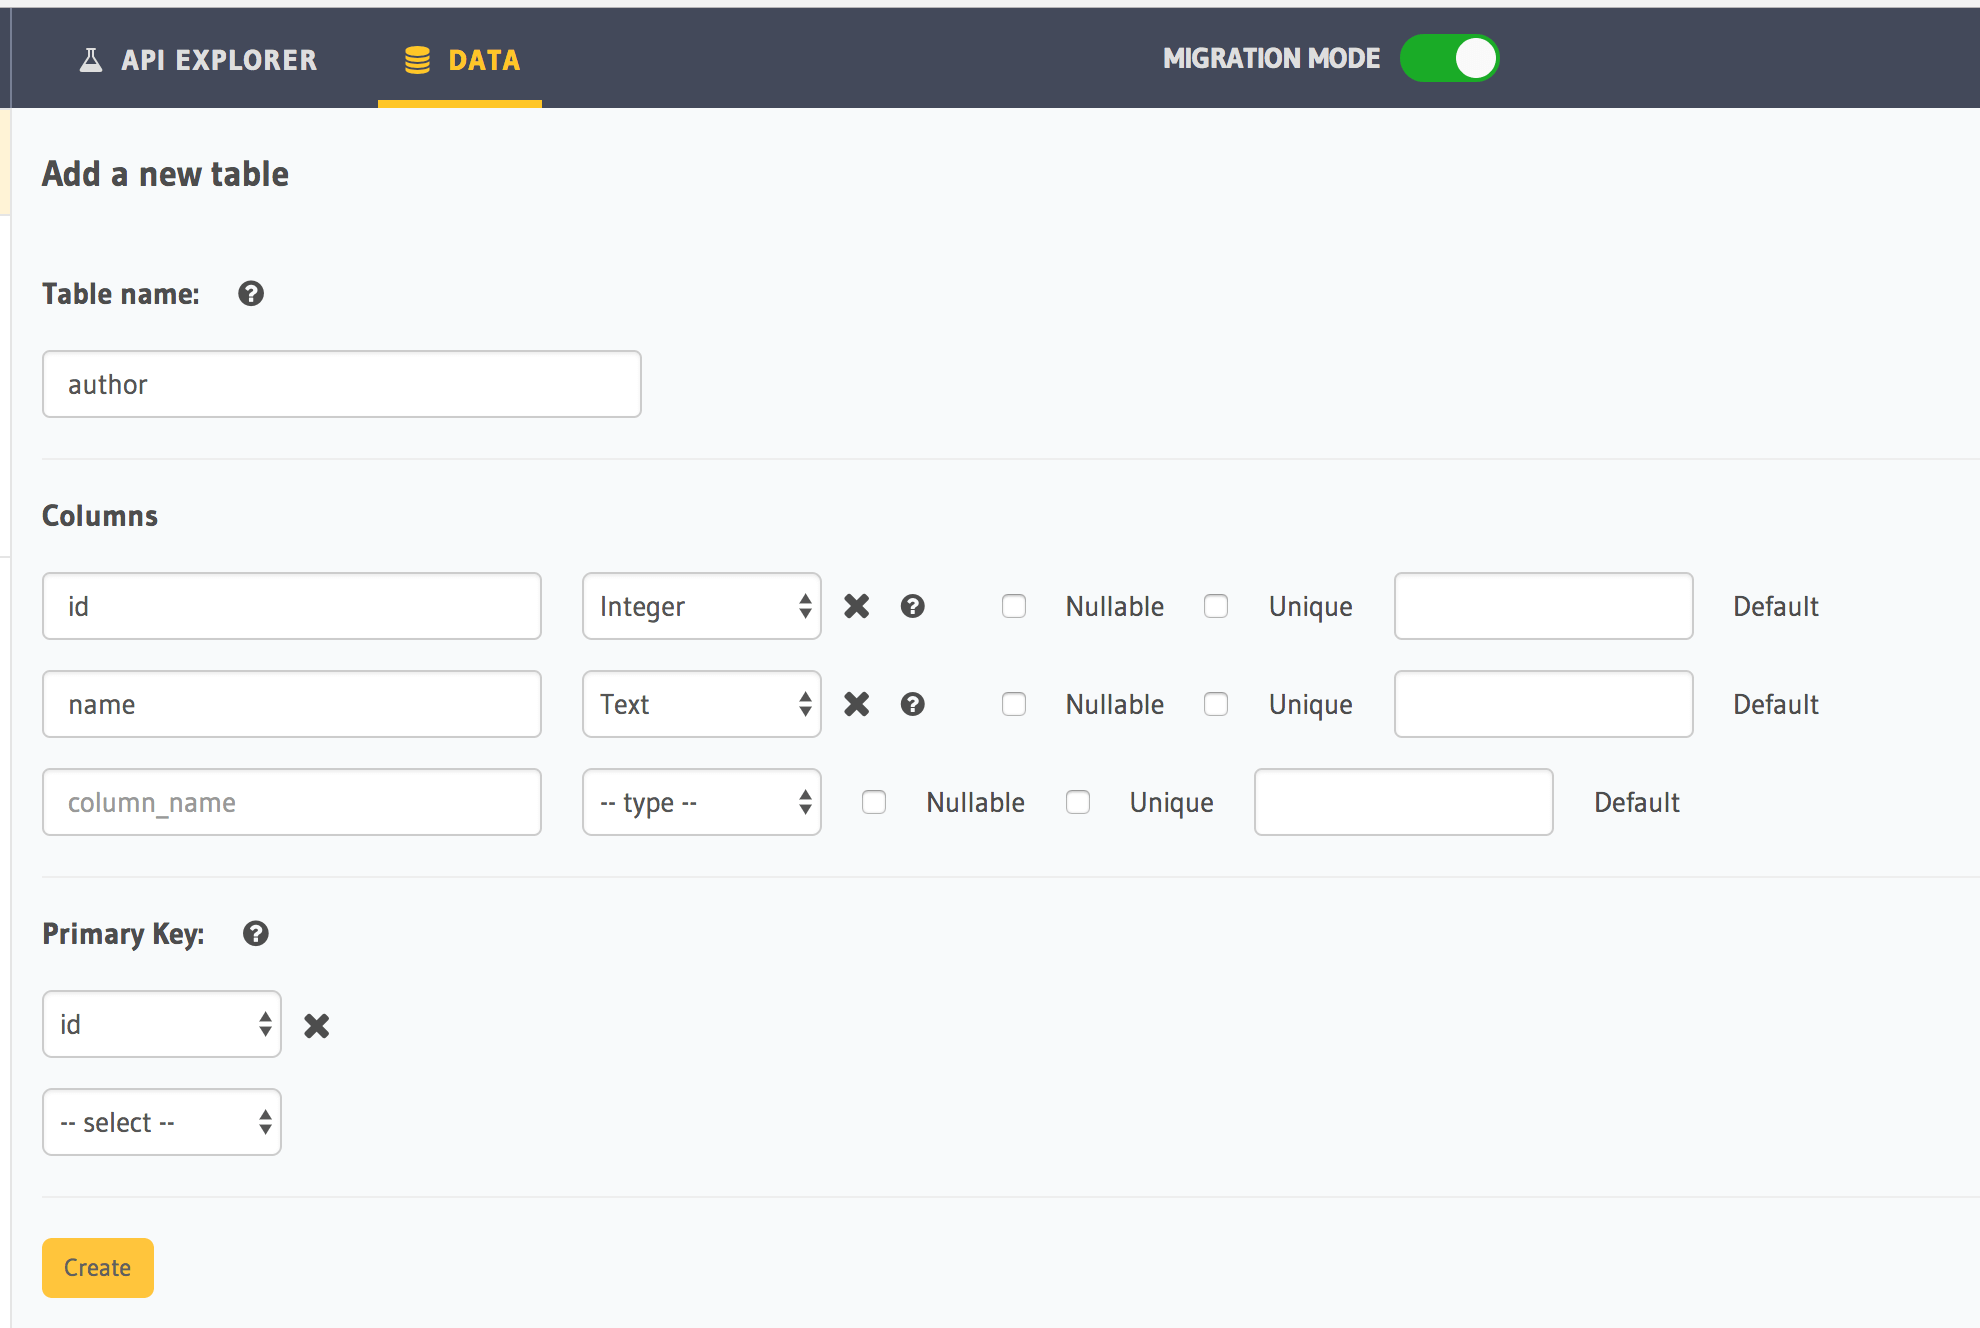 API EXPLORER DATA MIGRATION MODE
Add a new table
Table name:
author
Columns
id Integer Nullable Unique Default
name Text Nullable Unique Default
column_name -- type -- Nullable Unique Default
Primary Key:
id
-- select --
Create